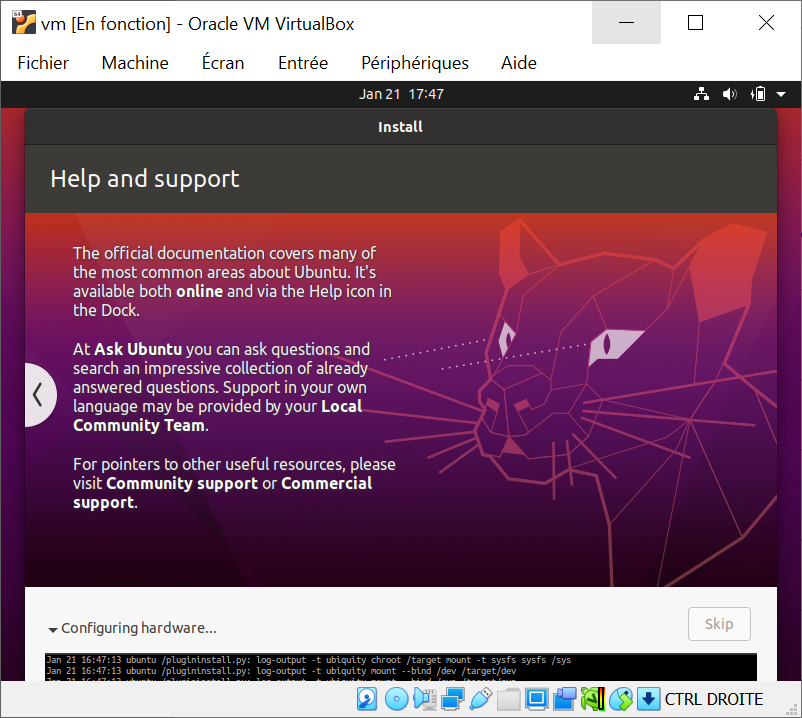 vm [En fonction] - Oracle VM VirtualBox
Fichier Machine Écran Entrée Périphériques Aide
Jan 21 17:47
Install
Help and support
The official documentation covers many of
the most common areas about Ubuntu. It's
available both online and via the Help icon in
the Dock.
At Ask Ubuntu you can ask questions and
search an impressive collection of already
answered questions. Support in your own
language may be provided by your Local
Community Team.
For pointers to other useful resources, please
visit Community support or Commercial
support.
Configuring hardware...
Skip
Jan 21 16:47:13 ubuntu /plugininstall.py: log-output -t ubiquity chroot /target mount -t sysfs sysfs /sys
Jan 21 16:47:13 ubuntu /plugininstall.py: log-output -t ubiquity mount --bind /dev /target/dev
CTRL DROITE